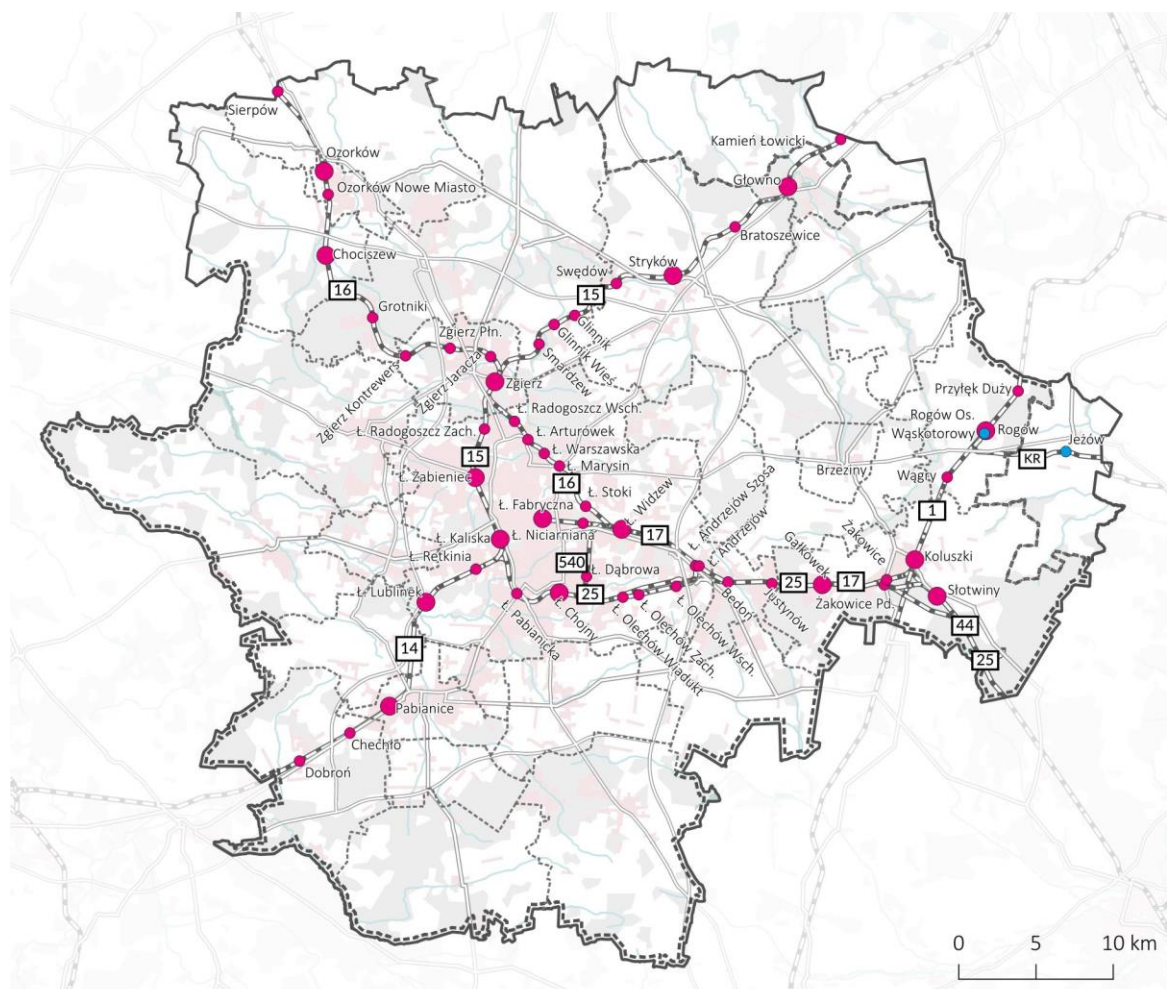 Sierpów
Kamień Łowicki
Ozorków
Głowno
Ozorków Nowe Miasto
Bratoszewice
Chociszew
Stryków
Swędów
16
15
Grotniki
Glinnik
Zgierz Płn.
Glinnik Wieś
Smardzew
Zgierz Jaracza
Zgierz Kontrewers
Zgierz
Przyłęk Duży
Ł. Radogoszcz Wsch.
Rogów Os.
Ł. Radogoszcz Zach.
Wąskotorowy
Rogów
Ł. Arturówek
Jeżów
Ł. Warszawska
KR
15
Ł. Marysin
Brzeziny
Ł. Żabieniec
Wągry
16
Ł. Stoki
Ł. Fabryczna
Ł. Widzew
1
Ł. Andrzejów Szosa
Ł. Niciarniana
17
Ł. Andrzejów
Ł. Kaliska
Żakowice
Gałkówek
Koluszki
Ł. Retkinia
540
Ł. Dąbrowa
25
17
Ł. Lublinek
25
Słotwiny
Żakowice Pd.
Ł. Pabianicka
Ł. Chojny
Bedoń
Justynów
44
Ł. Olechów Wiadukt
Ł. Olechów Zach.
Ł. Olechów Wsch.
14
25
Pabianice
Chechło
Dobroń
0 5 10 km